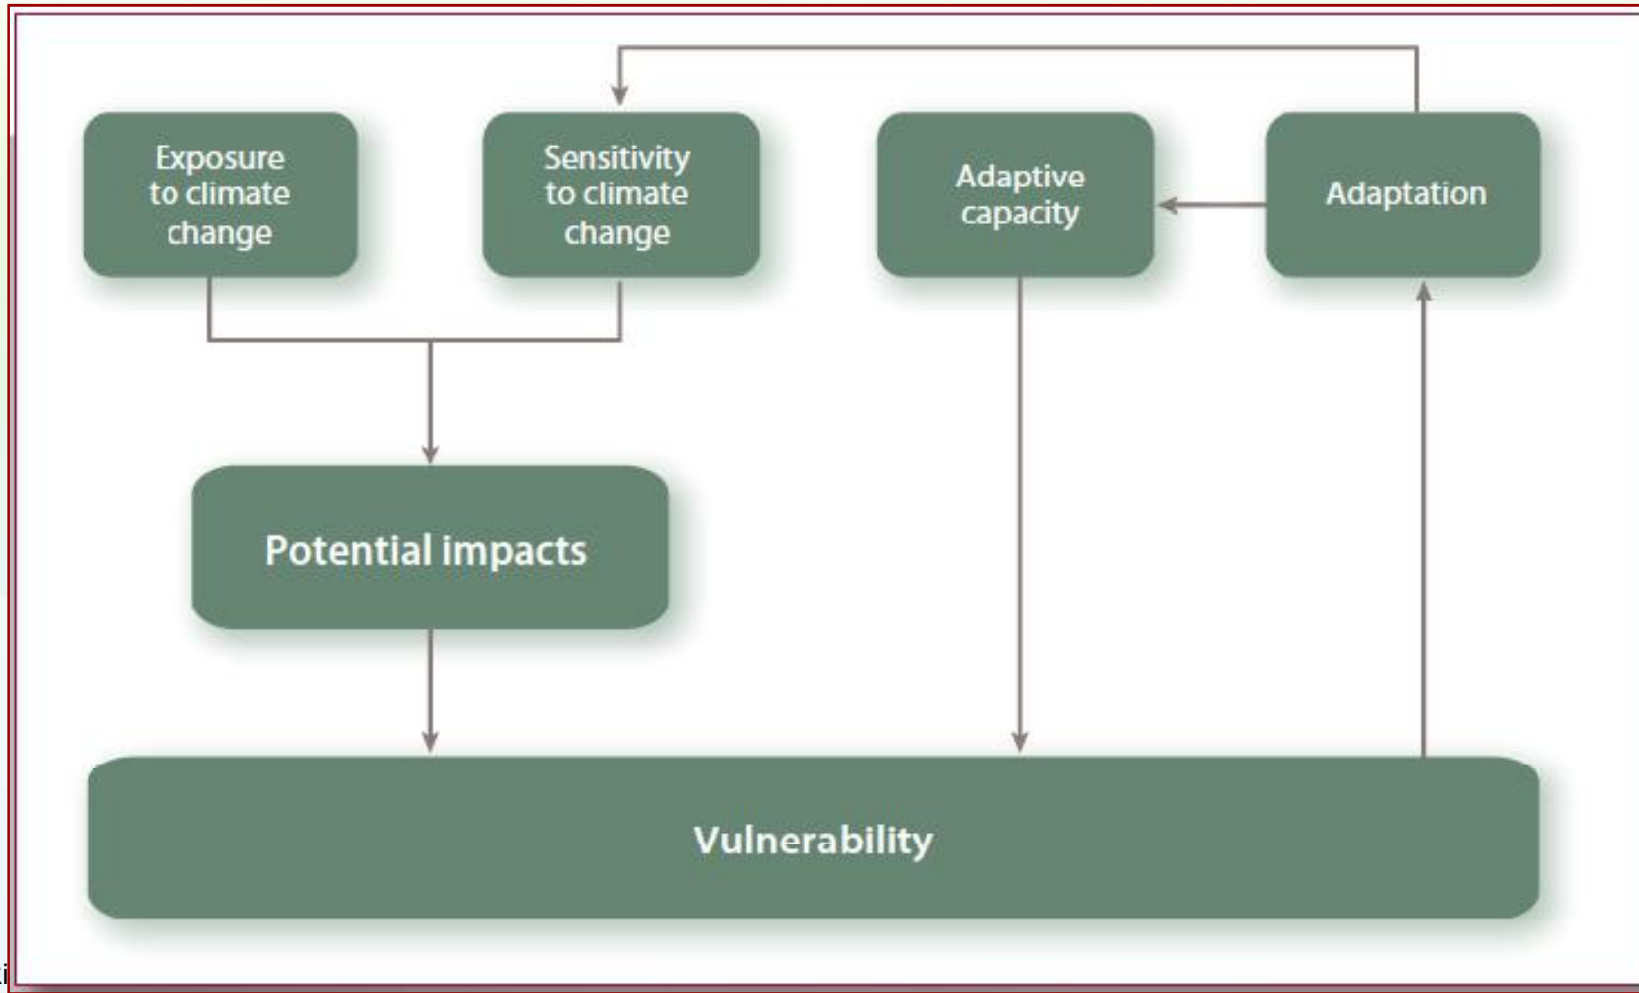 Exposure
to climate
change
Sensitivity
to climate
change
Adaptive
capacity
Adaptation
Potential impacts
Vulnerability